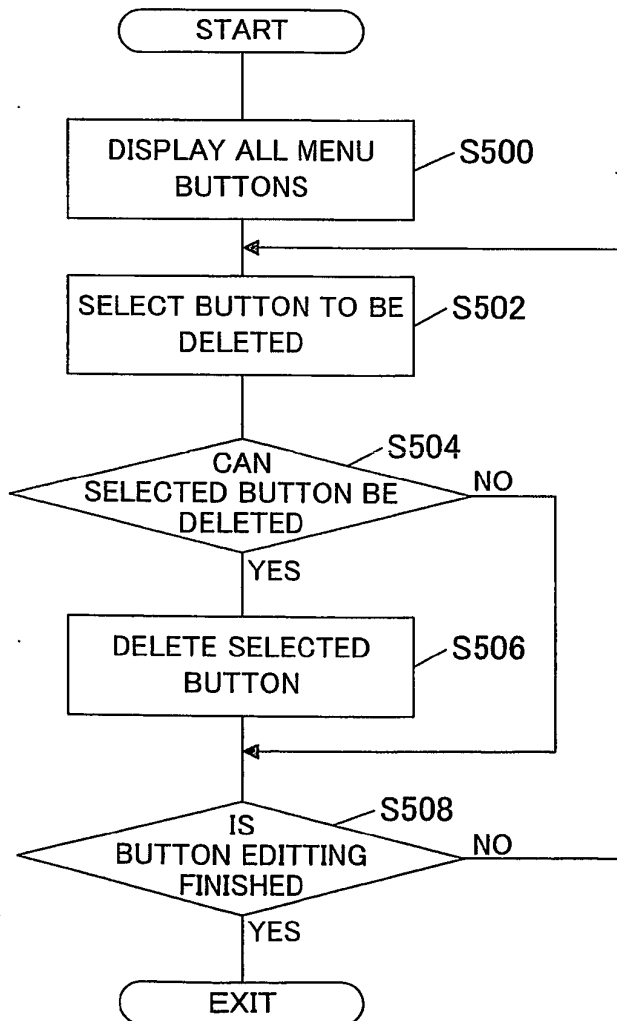 START
DISPLAY ALL MENU
BUTTONS
S500
SELECT BUTTON TO BE
DELETED
S502
S504
CAN
SELECTED BUTTON BE
DELETED
NO
YES
DELETE SELECTED
BUTTON
S506
S508
IS
BUTTON EDITTING
FINISHED
NO
YES
EXIT